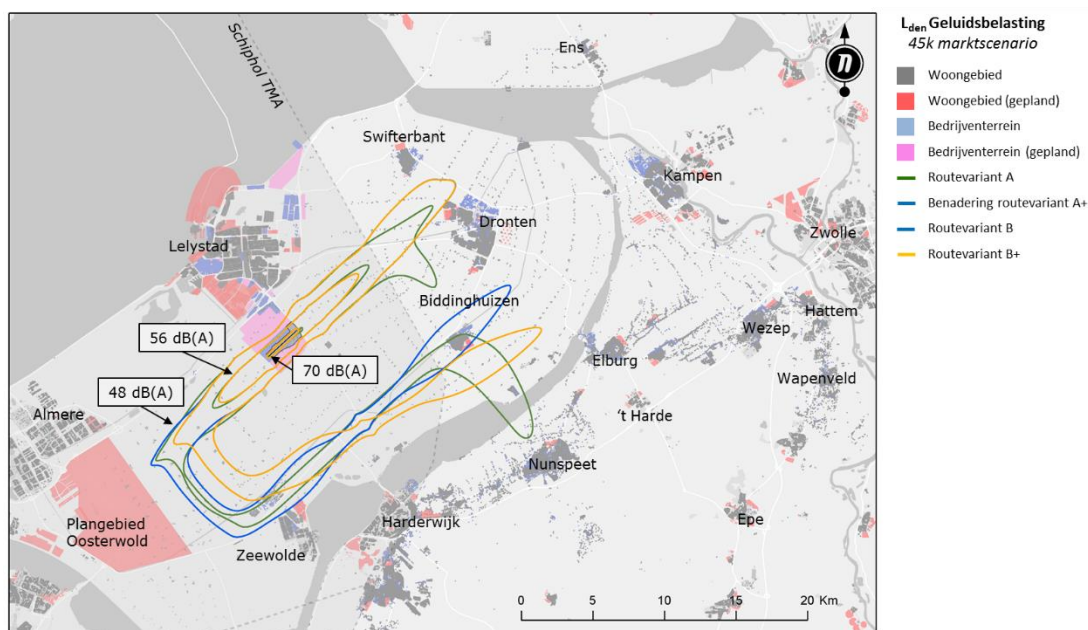 Schiphol TMA
Ens
n
Swifterbant
Kampen
Dronten
Zwolle
Lelystad
Biddinghuizen
Hattem
Wezep
56 dB(A)
Elburg
70 dB(A)
Wapenveld
48 dB(A)
Almere
't Harde
Nunspeet
Plangebied
Oosterwold
Harderwijk
Epe
Zeewolde
0 5 10 15 20 Km
Lden Geluidsbelasting
45k marktscenario
Woongebied
Woongebied (gepland)
Bedrijventerrein
Bedrijventerrein (gepland)
Routevariant A
Benadering routevariant A+
Routevariant B
Routevariant B+